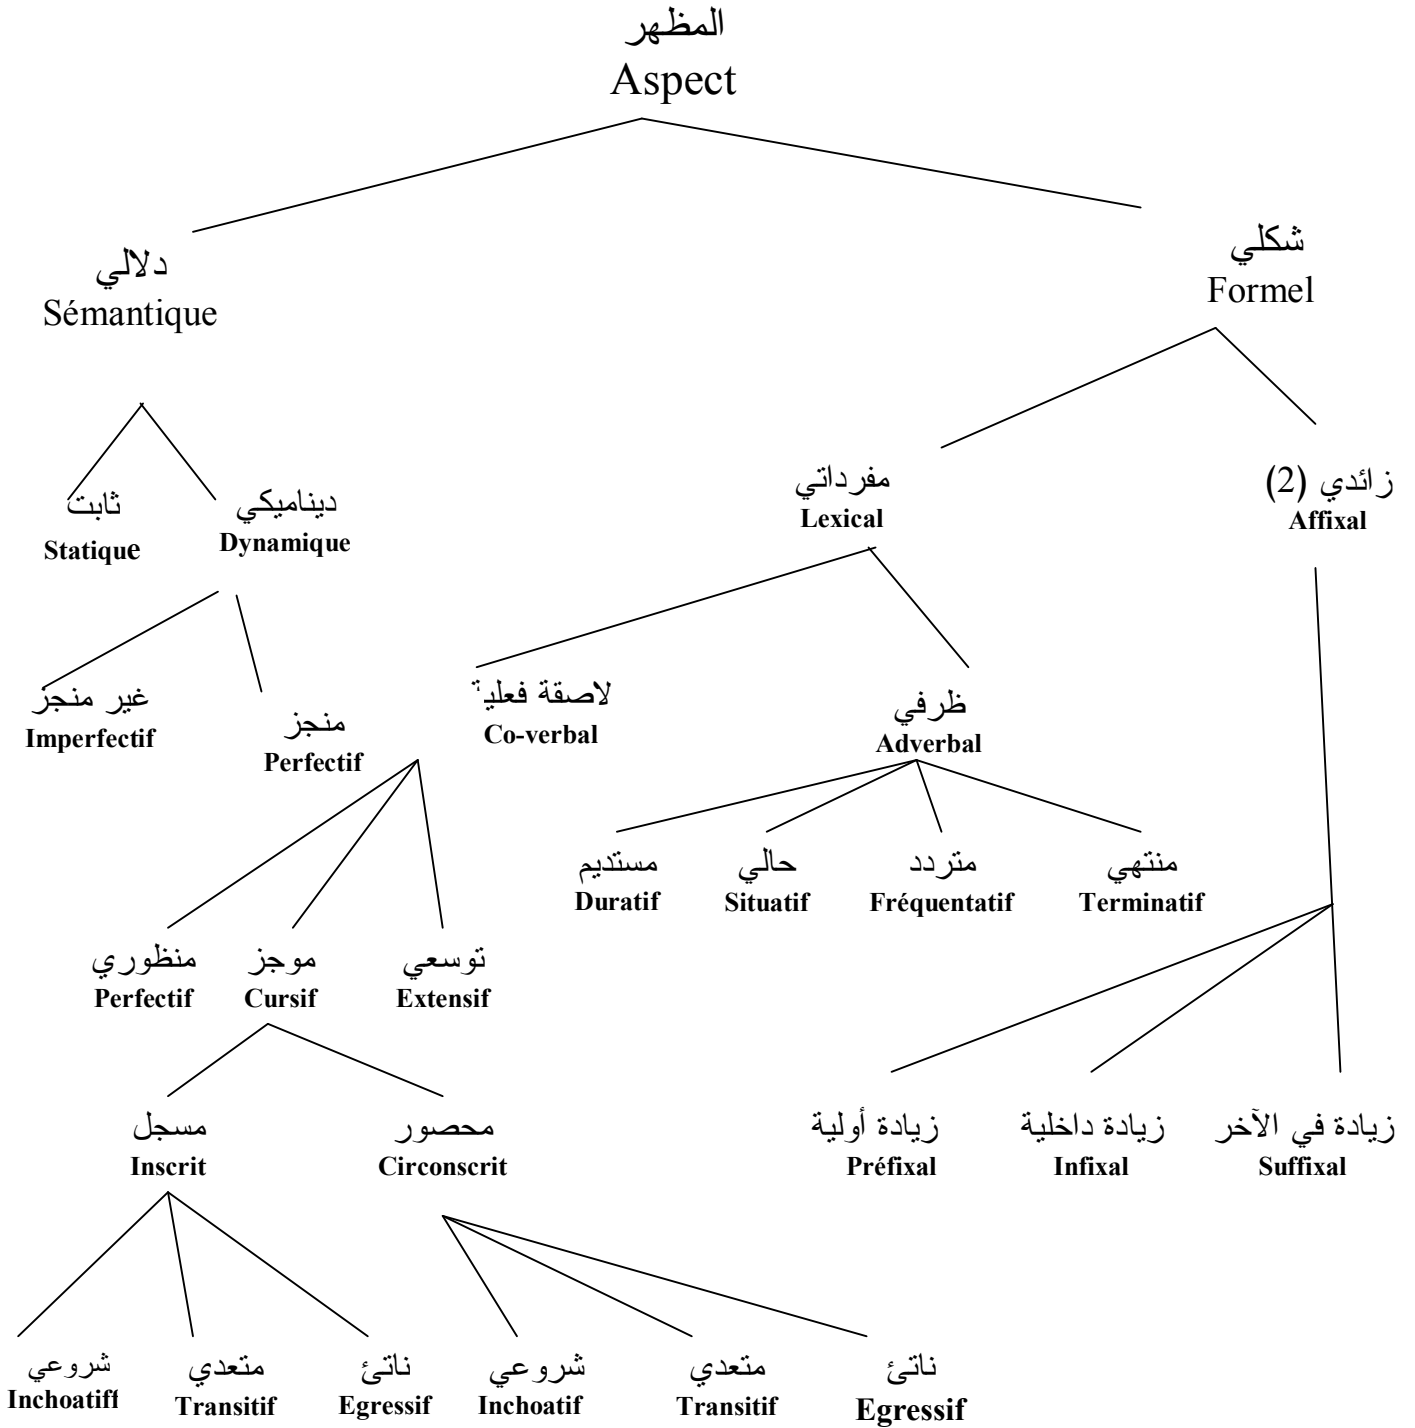 المظهر
Aspect
شكلي
Formel
دلالي
Sémantique
زائدي (2)
Affixal
مفرداتي
Lexical
ديناميكي
Dynamique
ثابت
Statique
ظرفي
Adverbal
لاصقة فعلية
Co-verbal
منجز
Perfectif
غير منجز
Imperfectif
منتهي
Terminatif
متردد
Fréquentatif
حالي
Situatif
مستديم
Duratif
توسعي
Extensif
موجز
Cursif
منظوري
Perfectif
زيادة في الآخر
Suffixal
زيادة داخلية
Infixal
زيادة أولية
Préfixal
محصور
Circonscrit
مسجل
Inscrit
ناتئ
Egressif
متعدي
Transitif
شروعي
Inchoatif
ناتئ
Egressif
متعدي
Transitif
شروعي
Inchoatiff